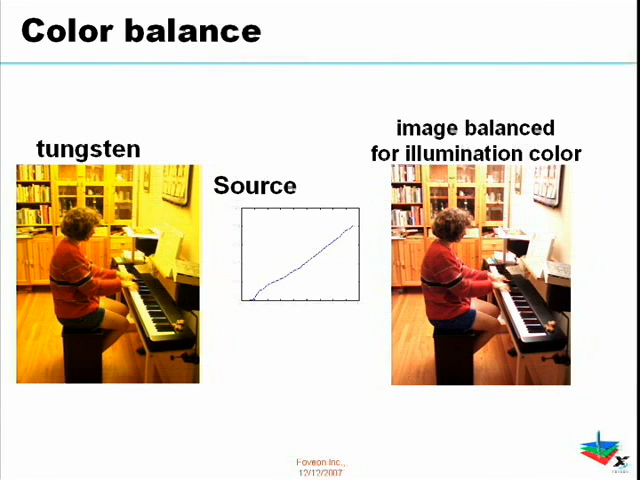 Color balance
tungsten
Source
image balanced
for illumination color
Foveon Inc.,
12/12/2007